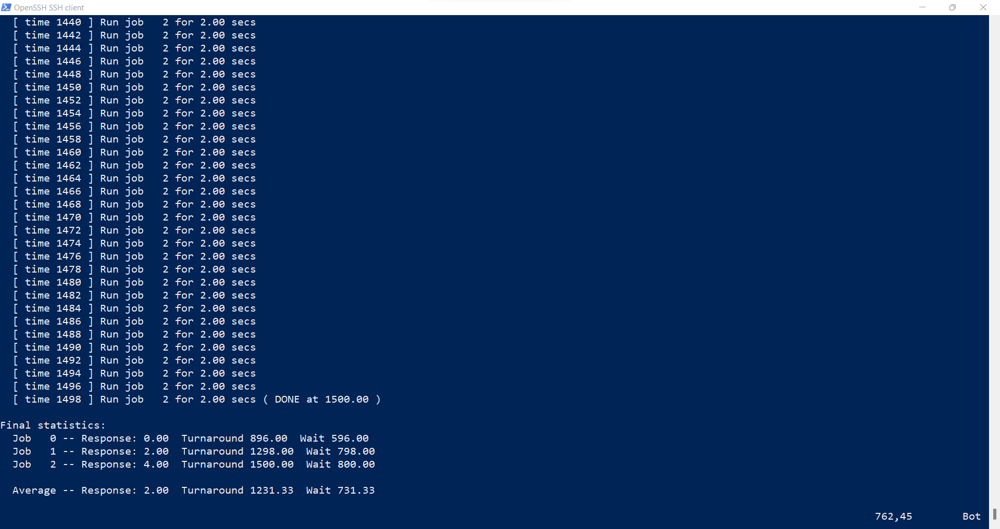 OpenSSH SSH client
[ time 1440 ] Run job   2 for 2.00 secs
[ time 1442 ] Run job   2 for 2.00 secs
[ time 1444 ] Run job   2 for 2.00 secs
[ time 1446 ] Run job   2 for 2.00 secs
[ time 1448 ] Run job   2 for 2.00 secs
[ time 1450 ] Run job   2 for 2.00 secs
[ time 1452 ] Run job   2 for 2.00 secs
[ time 1454 ] Run job   2 for 2.00 secs
[ time 1456 ] Run job   2 for 2.00 secs
[ time 1458 ] Run job   2 for 2.00 secs
[ time 1460 ] Run job   2 for 2.00 secs
[ time 1462 ] Run job   2 for 2.00 secs
[ time 1464 ] Run job   2 for 2.00 secs
[ time 1466 ] Run job   2 for 2.00 secs
[ time 1468 ] Run job   2 for 2.00 secs
[ time 1470 ] Run job   2 for 2.00 secs
[ time 1472 ] Run job   2 for 2.00 secs
[ time 1474 ] Run job   2 for 2.00 secs
[ time 1476 ] Run job   2 for 2.00 secs
[ time 1478 ] Run job   2 for 2.00 secs
[ time 1480 ] Run job   2 for 2.00 secs
[ time 1482 ] Run job   2 for 2.00 secs
[ time 1484 ] Run job   2 for 2.00 secs
[ time 1486 ] Run job   2 for 2.00 secs
[ time 1488 ] Run job   2 for 2.00 secs
[ time 1490 ] Run job   2 for 2.00 secs
[ time 1492 ] Run job   2 for 2.00 secs
[ time 1494 ] Run job   2 for 2.00 secs
[ time 1496 ] Run job   2 for 2.00 secs
[ time 1498 ] Run job   2 for 2.00 secs ( DONE at 1500.00 )
Final statistics:
  Job   0 -- Response: 0.00  Turnaround 896.00  Wait 596.00
  Job   1 -- Response: 2.00  Turnaround 1298.00  Wait 798.00
  Job   2 -- Response: 4.00  Turnaround 1500.00  Wait 800.00
  Average -- Response: 2.00  Turnaround 1231.33  Wait 731.33
762,45        Bot